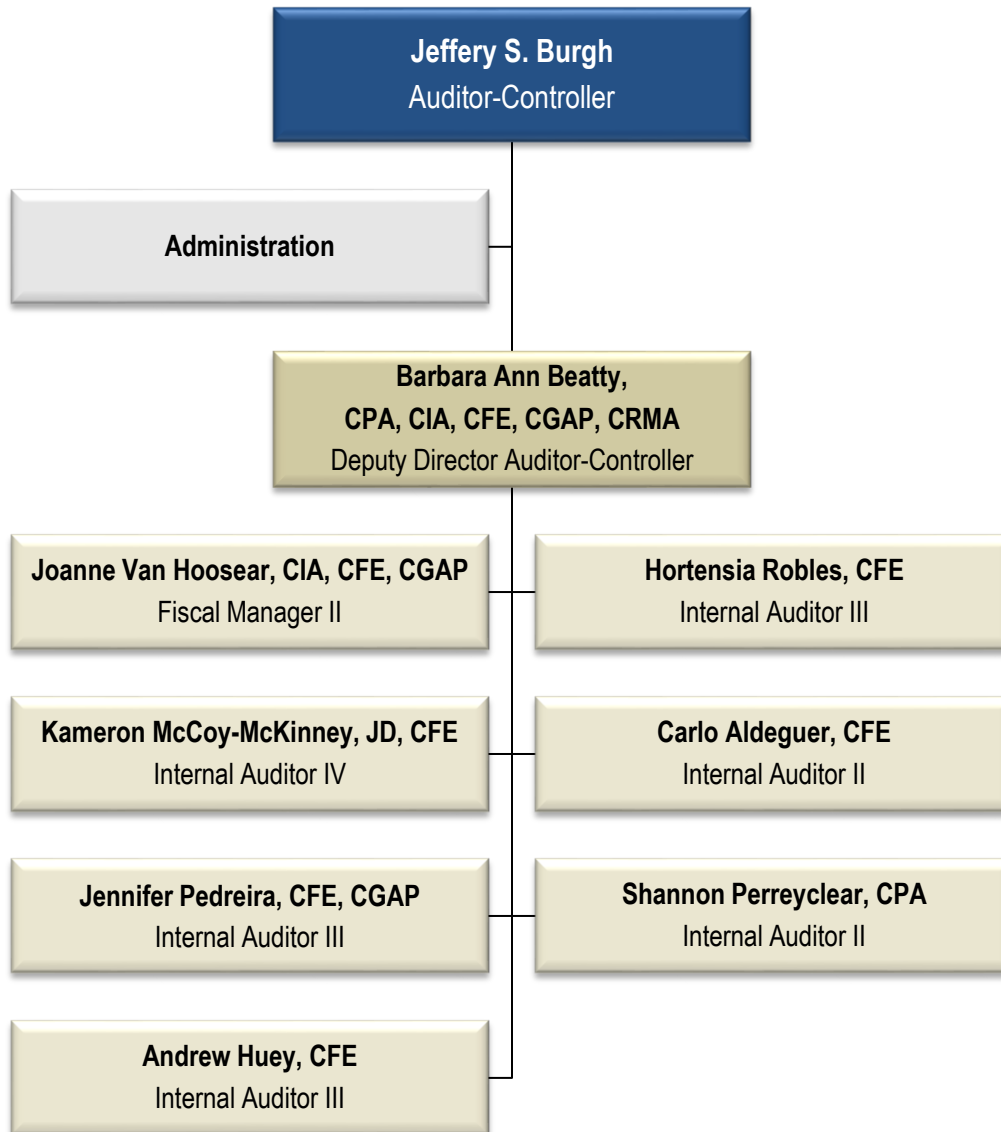 Jeffery S. Burgh
Auditor-Controller
Administration
Barbara Ann Beatty,
CPA, CIA, CFE, CGAP, CRMA
Deputy Director Auditor-Controller
Joanne Van Hoosear, CIA, CFE, CGAP
Fiscal Manager II
Hortensia Robles, CFE
Internal Auditor III
Kameron McCoy-McKinney, JD, CFE
Internal Auditor IV
Carlo Aldeguer, CFE
Internal Auditor II
Jennifer Pedreira, CFE, CGAP
Internal Auditor III
Shannon Perreyclear, CPA
Internal Auditor II
Andrew Huey, CFE
Internal Auditor III